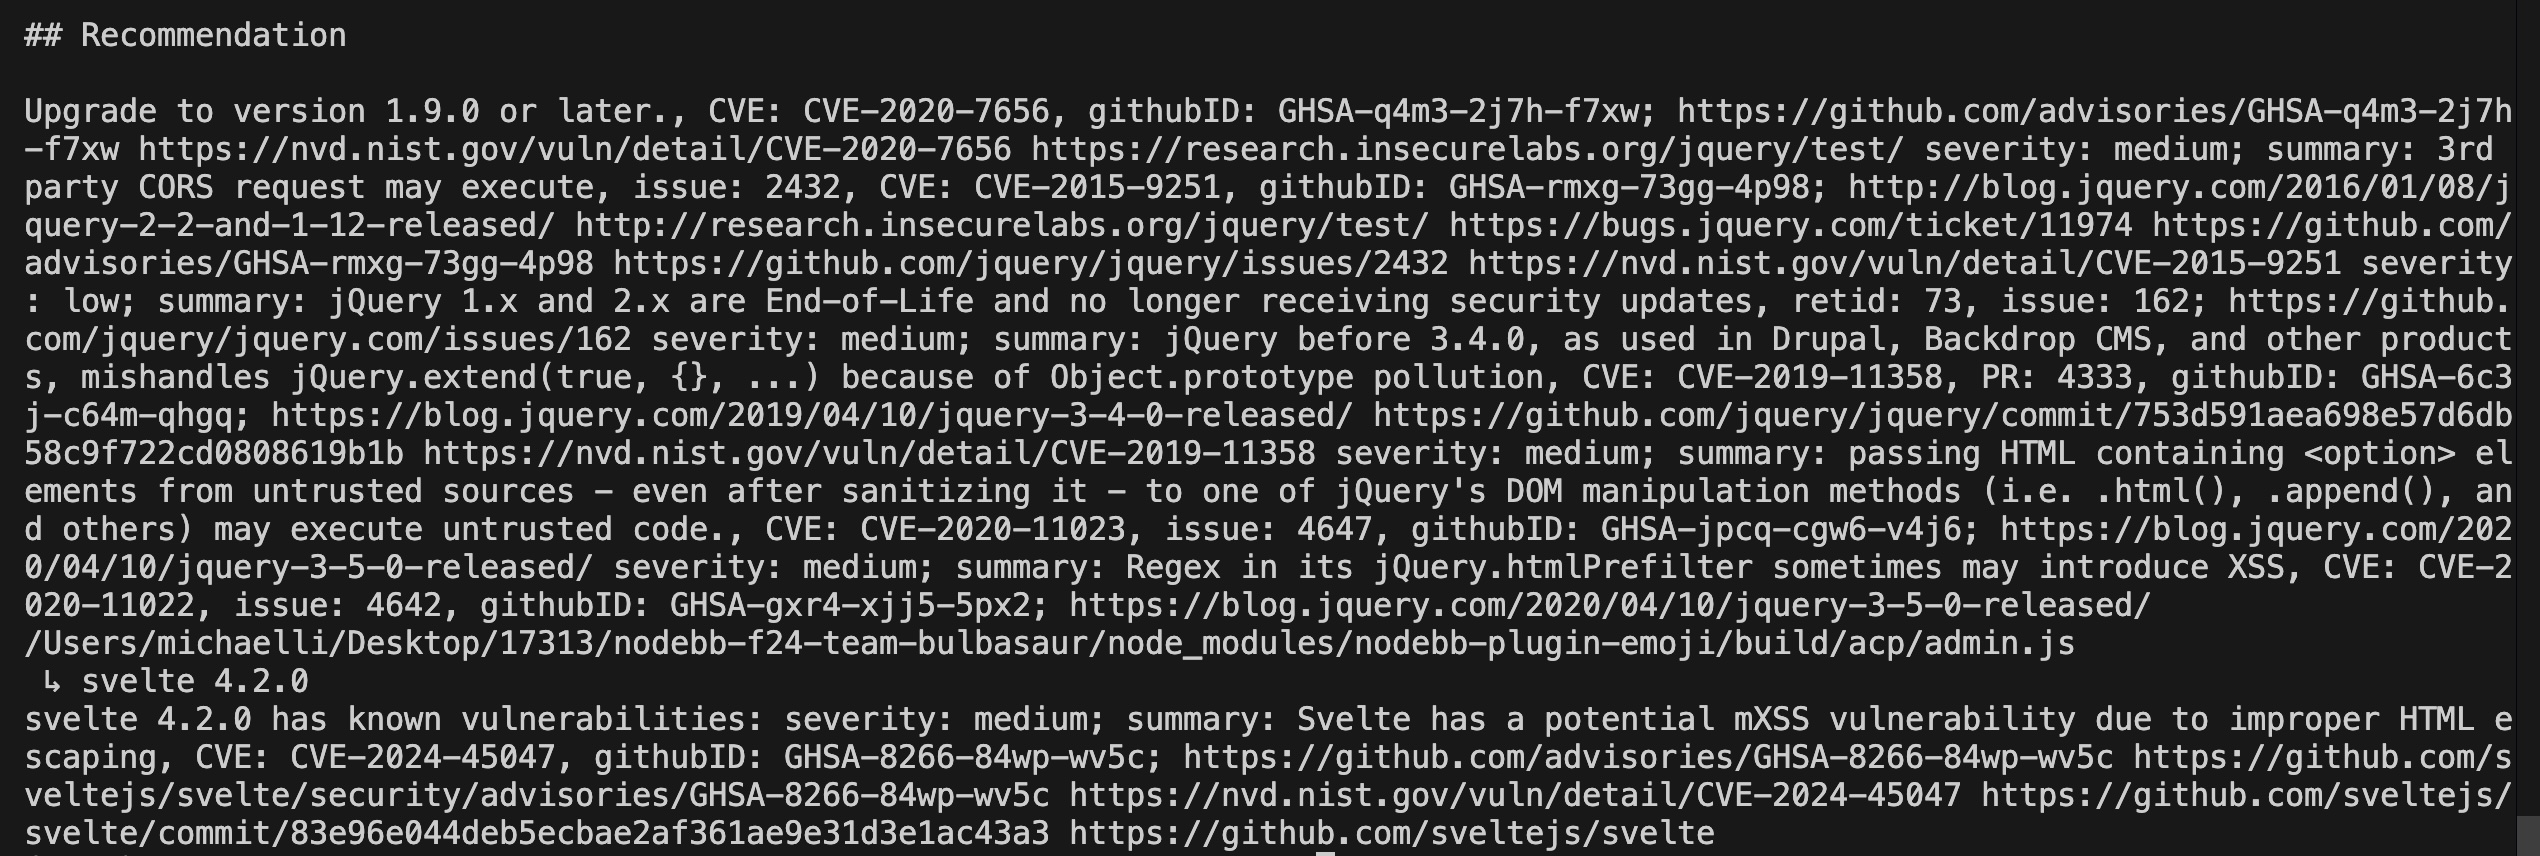 ## Recommendation
Upgrade to version 1.9.0 or later., CVE: CVE-2020-7656, githubID: GHSA-q4m3-2j7h-f7xw; https://github.com/advisories/GHSA-q4m3-2j7h
-f7xw https://nvd.nist.gov/vuln/detail/CVE-2020-7656 https://research.insecurelabs.org/jquery/test/ severity: medium; summary: 3rd
party CORS request may execute, issue: 2432, CVE: CVE-2015-9251, githubID: GHSA-rmxg-73gg-4p98; http://blog.jquery.com/2016/01/08/j
query-2-2-and-1-12-released/ http://research.insecurelabs.org/jquery/test/ https://bugs.jquery.com/ticket/11974 https://github.com/
advisories/GHSA-rmxg-73gg-4p98 https://github.com/jquery/jquery/issues/2432 https://nvd.nist.gov/vuln/detail/CVE-2015-9251 severity
: low; summary: jQuery 1.x and 2.x are End-of-Life and no longer receiving security updates, retid: 73, issue: 162; https://github.
com/jquery/jquery.com/issues/162 severity: medium; summary: jQuery before 3.4.0, as used in Drupal, Backdrop CMS, and other product
s, mishandles jQuery.extend(true, {}, ...) because of Object.prototype pollution, CVE: CVE-2019-11358, PR: 4333, githubID: GHSA-6c3
j-c64m-qhgq; https://blog.jquery.com/2019/04/10/jquery-3-4-0-released/ https://github.com/jquery/jquery/commit/753d591aea698e57d6db
58c9f722cd0808619b1b https://nvd.nist.gov/vuln/detail/CVE-2019-11358 severity: medium; summary: passing HTML containing <option> el
ements from untrusted sources - even after sanitizing it - to one of jQuery's DOM manipulation methods (i.e. .html(), .append(), an
d others) may execute untrusted code., CVE: CVE-2020-11023, issue: 4647, githubID: GHSA-jpcq-cgw6-v4j6; https://blog.jquery.com/202
0/04/10/jquery-3-5-0-released/ severity: medium; summary: Regex in its jQuery.htmlPrefilter sometimes may introduce XSS, CVE: CVE-2
020-11022, issue: 4642, githubID: GHSA-gxr4-xjj5-5px2; https://blog.jquery.com/2020/04/10/jquery-3-5-0-released/
/Users/michaelli/Desktop/17313/nodebb-f24-team-bulbasaur/node_modules/nodebb-plugin-emoji/build/acp/admin.js
↳ svelte 4.2.0
svelte 4.2.0 has known vulnerabilities: severity: medium; summary: Svelte has a potential mXSS vulnerability due to improper HTML e
scaping, CVE: CVE-2024-45047, githubID: GHSA-8266-84wp-wv5c; https://github.com/advisories/GHSA-8266-84wp-wv5c https://github.com/s
veltejs/svelte/security/advisories/GHSA-8266-84wp-wv5c https://nvd.nist.gov/vuln/detail/CVE-2024-45047 https://github.com/sveltejs/
svelte/commit/83e96e044deb5ecbae2af361ae9e31d3e1ac43a3 https://github.com/sveltejs/svelte